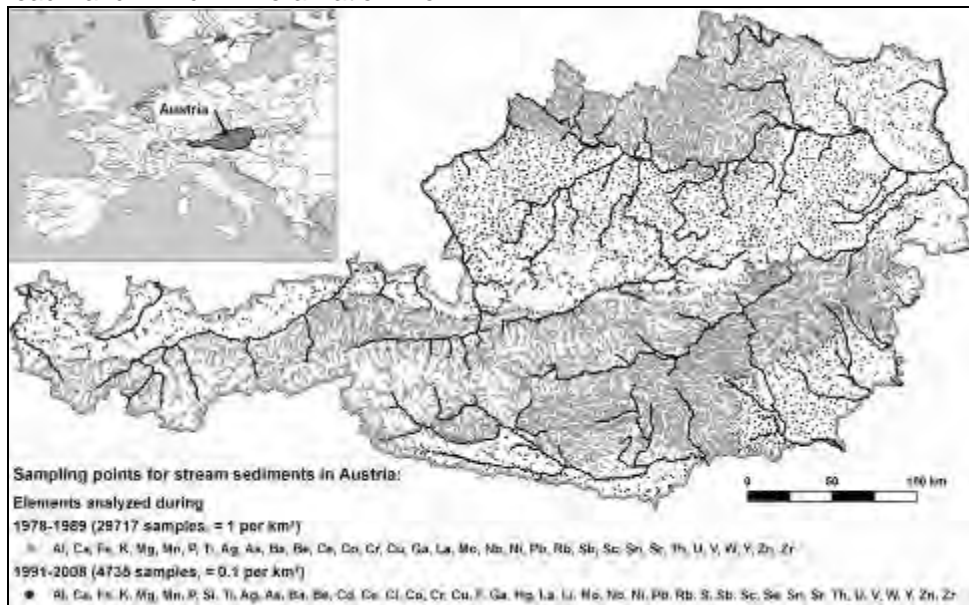 Austria
Sampling points for stream sediments in Austria:
0 50 100 km
Elements analyzed during
1978-1989 (29717 samples, = 1 per km²)
Al, Ca, Fe, K, Mg, Mn, P, Ti, Ag, As, Ba, Be, Ce, Co, Cr, Cu, Ga, La, Mo, Nb, Ni, Pb, Rb, Sb, Sc, Sn, Sr, Th, U, V, W, Y, Zn, Zr
1991-2008 (4735 samples, = 0.1 per km²)
Al, Ca, Fe, K, Mg, Mn, P, Si, Ti, Ag, As, Ba, Be, Cd, Ce, Cl, Co, Cr, Cu, F, Ga, Hg, La, Li, Mo, Nb, Ni, Pb, Rb, S, Sb, Sc, Se, Sn, Sr, Th, U, V, W, Y, Zn, Zr